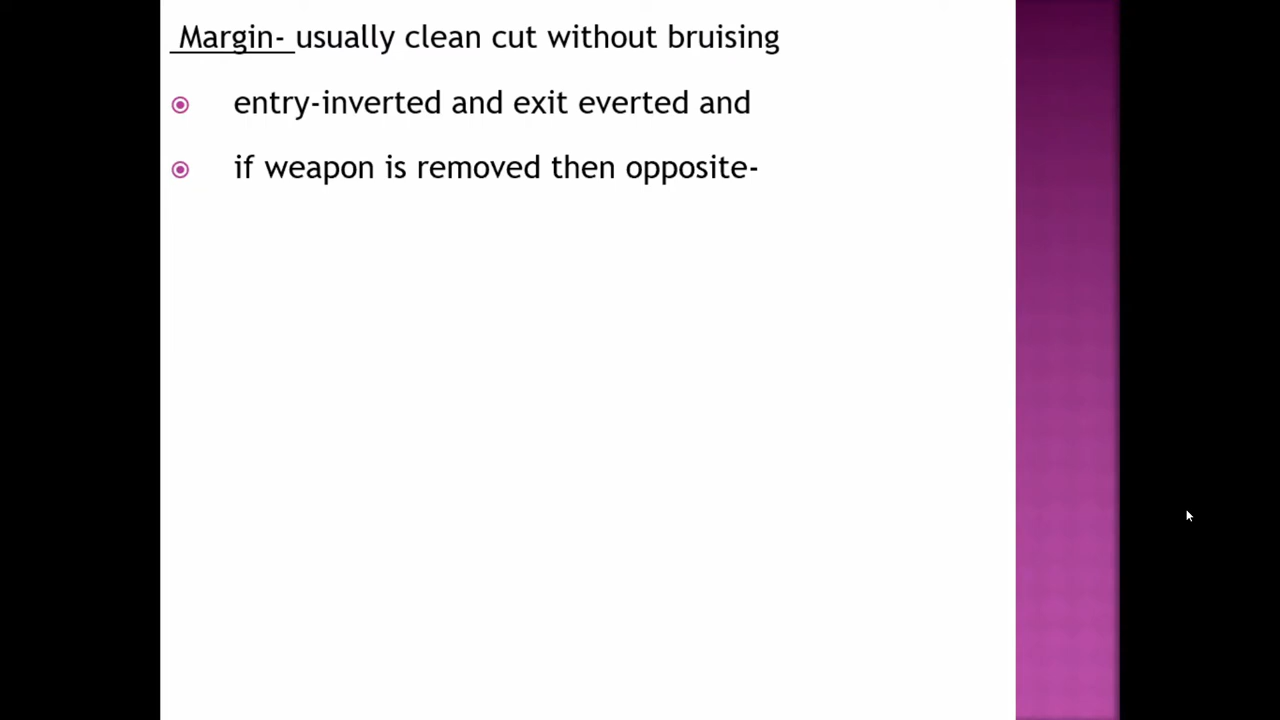 Margin- usually clean cut without bruising
entry-inverted and exit everted and
if weapon is removed then opposite-